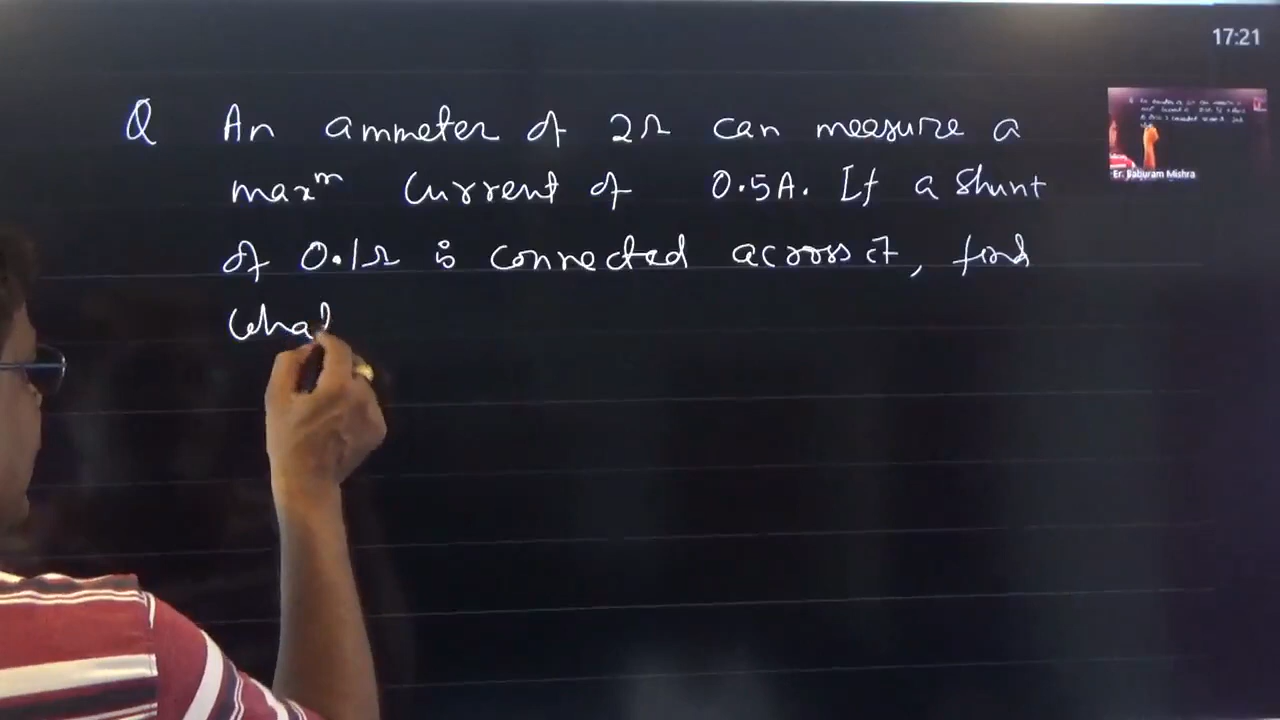 17:21
Q An ammeter of 2Ω can measure a
maxᵐ current of 0.5A. If a shunt
of 0.1Ω is connected across it, find
what
Er. Baburam Mishra